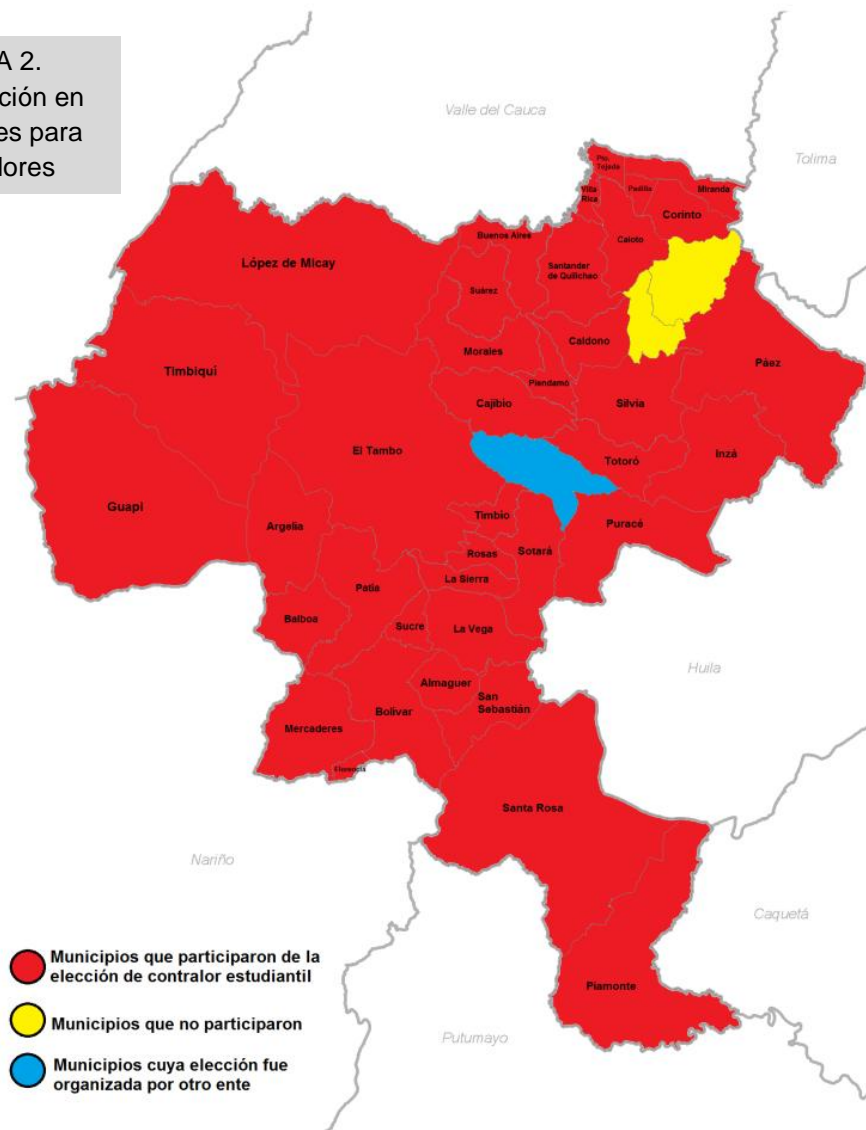 A 2.
ción en
es para
lores
Valle del Cauca
Tolima
Pto.
Tejada
Villa
Rica
Padilla
Miranda
Corinto
Caloto
Buenos Aires
Santander
de Quilichao
López de Micay
Suárez
Caldono
Morales
Páez
Timbiquí
Piendamó
Cajibío
Silvia
El Tambo
Totoró
Inzá
Guapi
Timbío
Puracé
Argelia
Rosas
Sotará
La Sierra
Patía
Balboa
Sucre
La Vega
Huila
Almaguer
San
Sebastián
Bolívar
Mercaderes
Florencia
Santa Rosa
Nariño
Caquetá
Piamonte
Putumayo
Municipios que participaron de la
elección de contralor estudiantil
Municipios que no participaron
Municipios cuya elección fue
organizada por otro ente